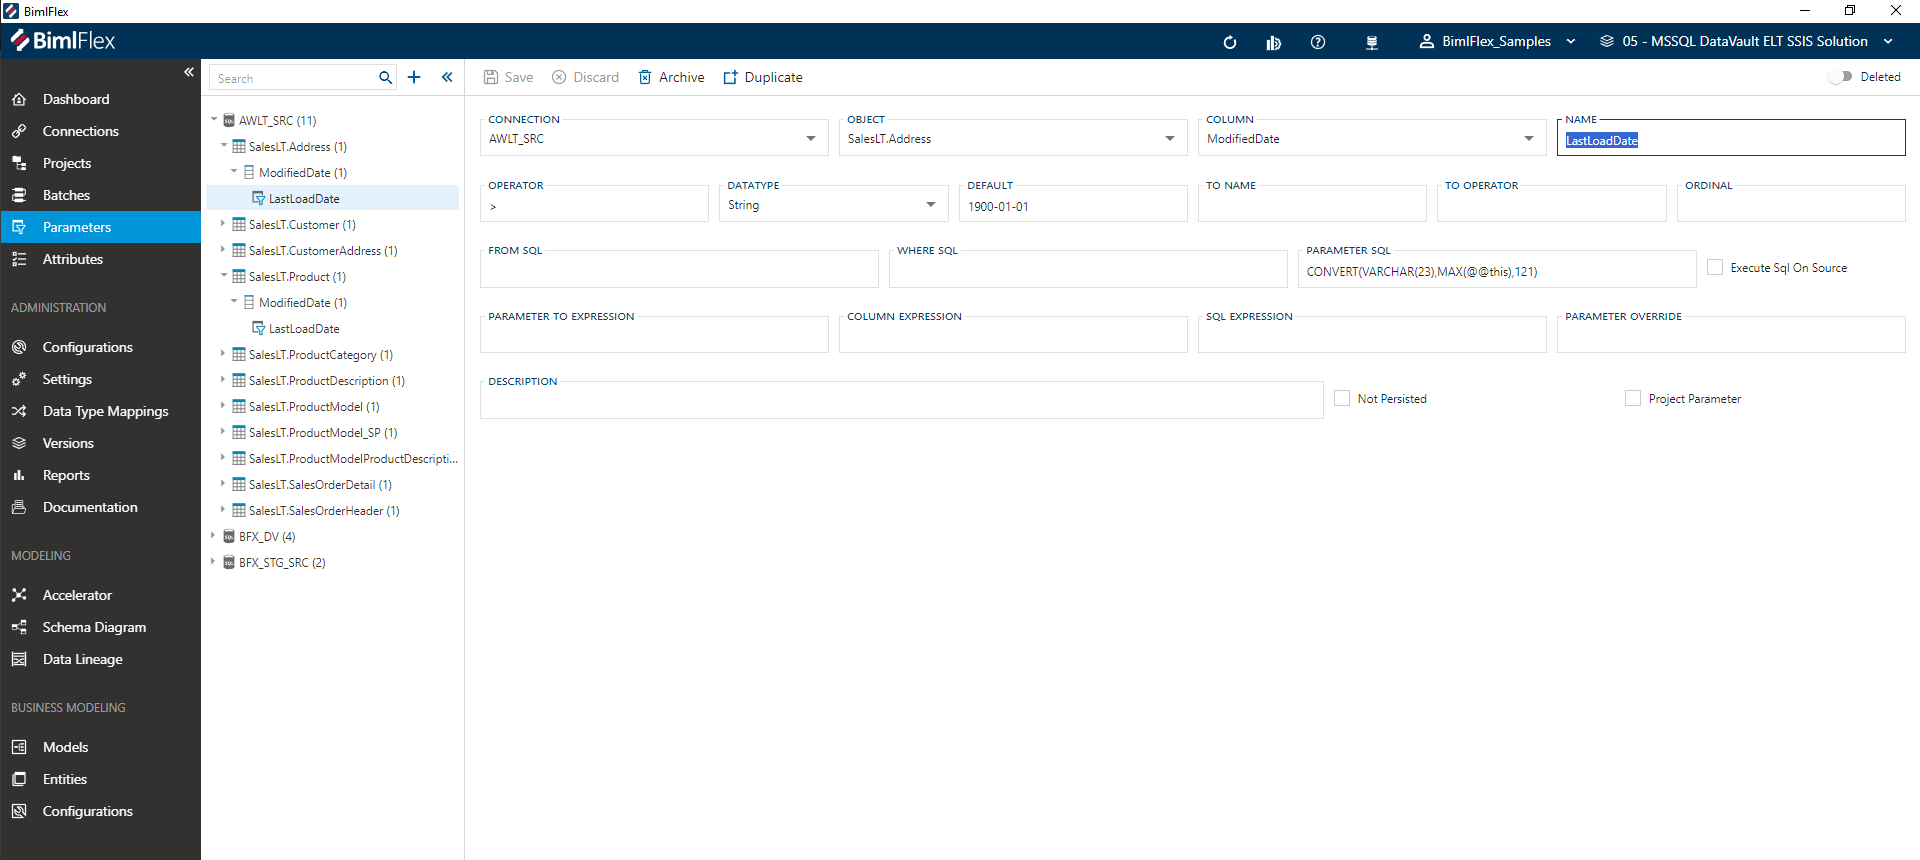 BimlFlex
BimlFlex
BimlFlex_Samples
05 - MSSQL DataVault ELT SSIS Solution
Dashboard
Connections
Projects
Batches
Parameters
Attributes
ADMINISTRATION
Configurations
Settings
Data Type Mappings
Versions
Reports
Documentation
MODELING
Accelerator
Schema Diagram
Data Lineage
BUSINESS MODELING
Models
Entities
Configurations
Search
AWLT_SRC (11)
SalesLT.Address (1)
ModifiedDate (1)
LastLoadDate
SalesLT.Customer (1)
SalesLT.CustomerAddress (1)
SalesLT.Product (1)
ModifiedDate (1)
LastLoadDate
SalesLT.ProductCategory (1)
SalesLT.ProductDescription (1)
SalesLT.ProductModel (1)
SalesLT.ProductModel_SP (1)
SalesLT.ProductModelProductDescripti...
SalesLT.SalesOrderDetail (1)
SalesLT.SalesOrderHeader (1)
BFX_DV (4)
BFX_STG_SRC (2)
Save Discard Archive Duplicate Deleted
CONNECTION OBJECT COLUMN NAME
AWLT_SRC SalesLT.Address ModifiedDate LastLoadDate
OPERATOR DATATYPE DEFAULT TO NAME TO OPERATOR ORDINAL
> String 1900-01-01
FROM SQL WHERE SQL PARAMETER SQL
CONVERT(VARCHAR(23),MAX(@@this),121) Execute Sql On Source
PARAMETER TO EXPRESSION COLUMN EXPRESSION SQL EXPRESSION PARAMETER OVERRIDE
DESCRIPTION
Not Persisted Project Parameter